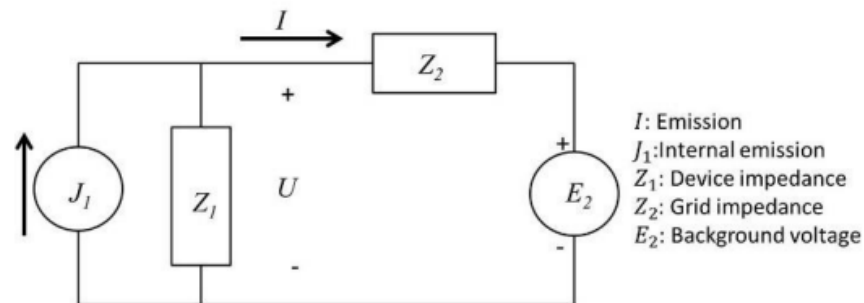 I
Z₂
+
J₁
Z₁
U
+
E₂
-
-
I: Emission
J₁:Internal emission
Z₁: Device impedance
Z₂: Grid impedance
E₂: Background voltage